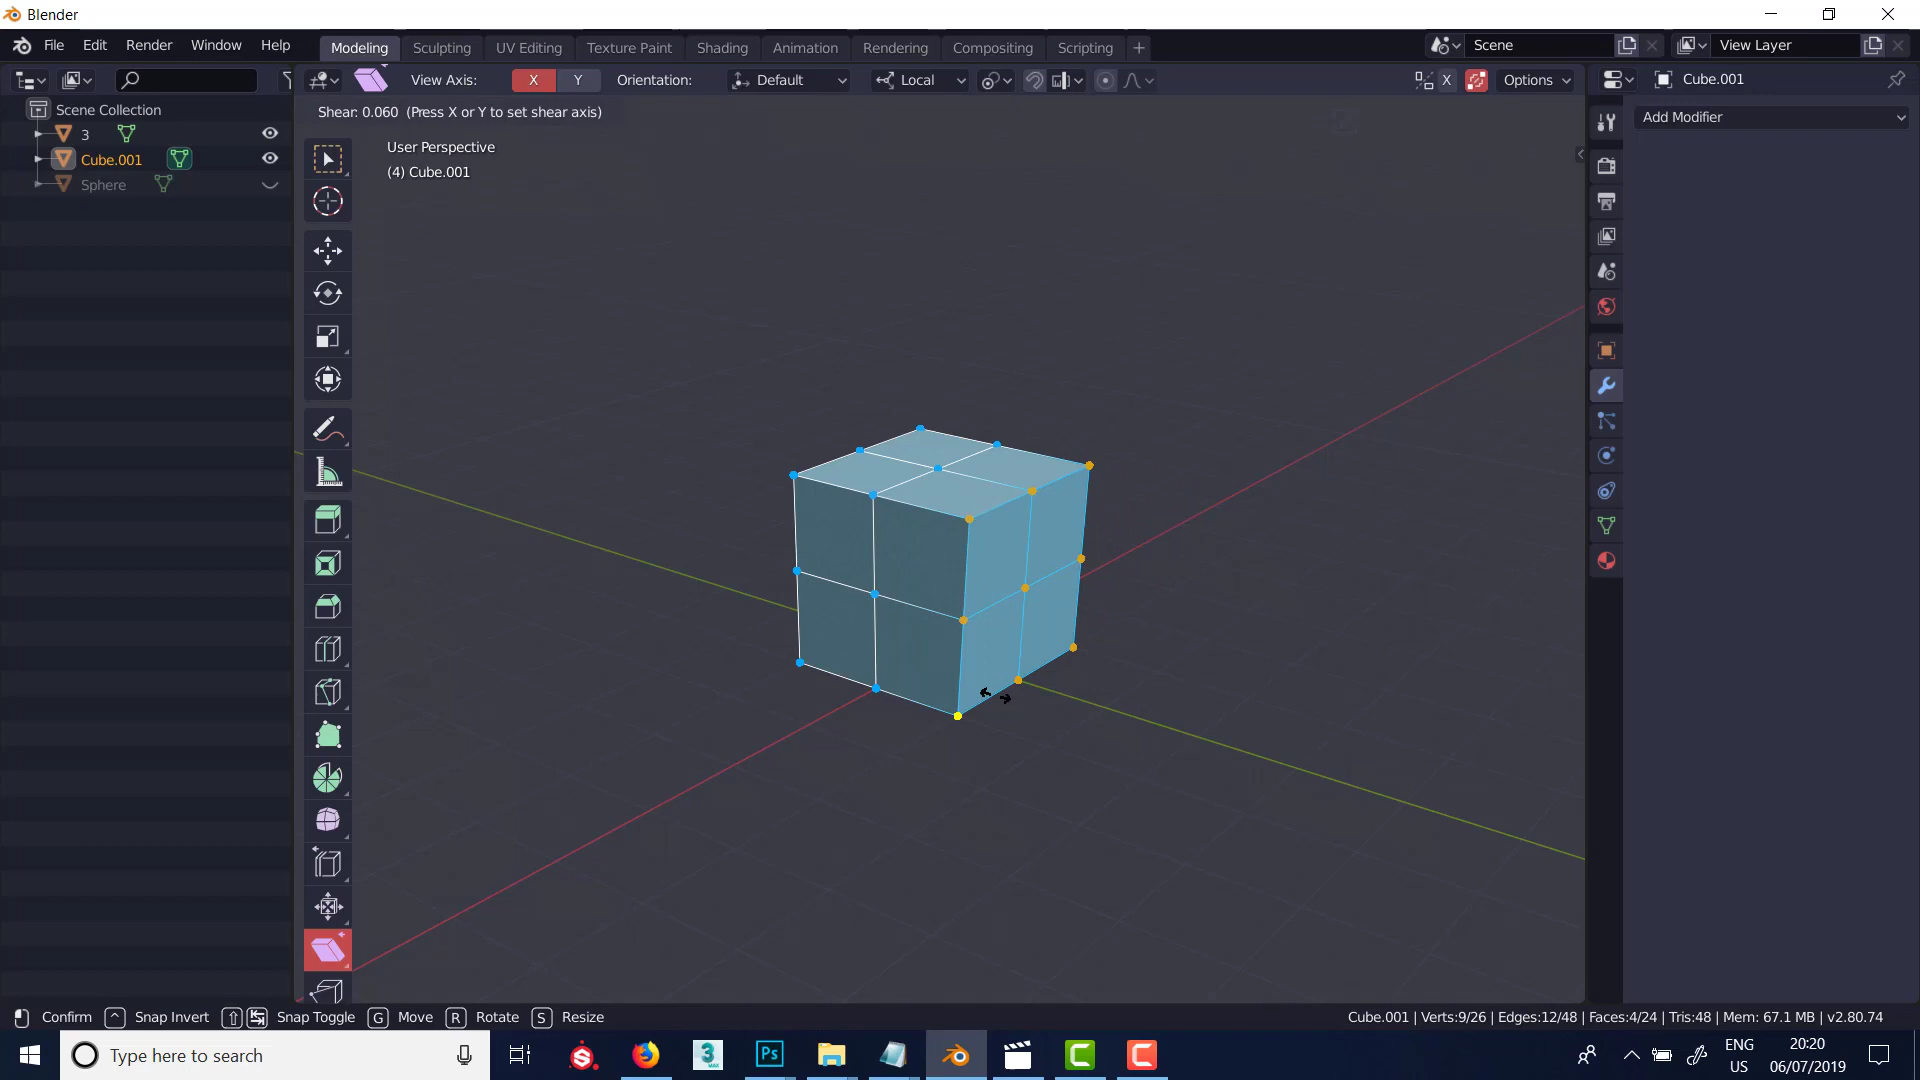 Blender
File Edit Render Window Help Modeling Sculpting UV Editing Texture Paint Shading Animation Rendering Compositing Scripting + Scene View Layer
View Axis: X Y Orientation: Default Local X Options Cube.001
Scene Collection
3
Cube.001
Sphere
Shear: 0.060 (Press X or Y to set shear axis)
User Perspective
(4) Cube.001
Add Modifier
Confirm ^ Snap Invert Snap Toggle G Move R Rotate S Resize Cube.001 | Verts:9/26 | Edges:12/48 | Faces:4/24 | Tris:48 | Mem: 67.1 MB | v2.80.74
Type here to search
S
3
MAX
Ps
C
C
ENG
US
20:20
06/07/2019